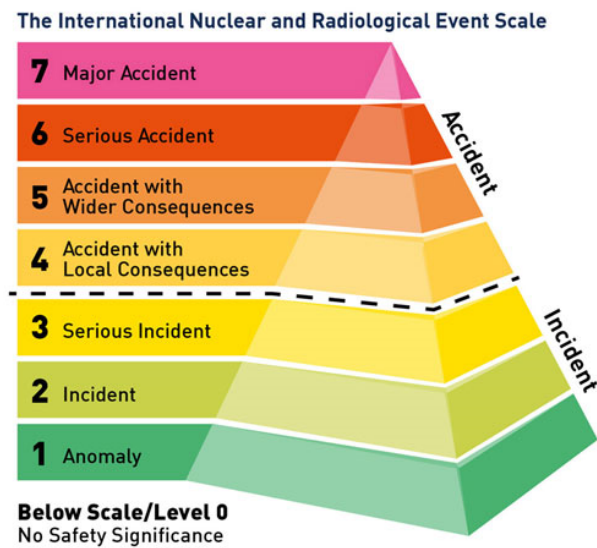 The International Nuclear and Radiological Event Scale
7 Major Accident
6 Serious Accident
5 Accident with
Wider Consequences
4 Accident with
Local Consequences
3 Serious Incident
2 Incident
1 Anomaly
Accident
Incident
Below Scale/Level 0
No Safety Significance